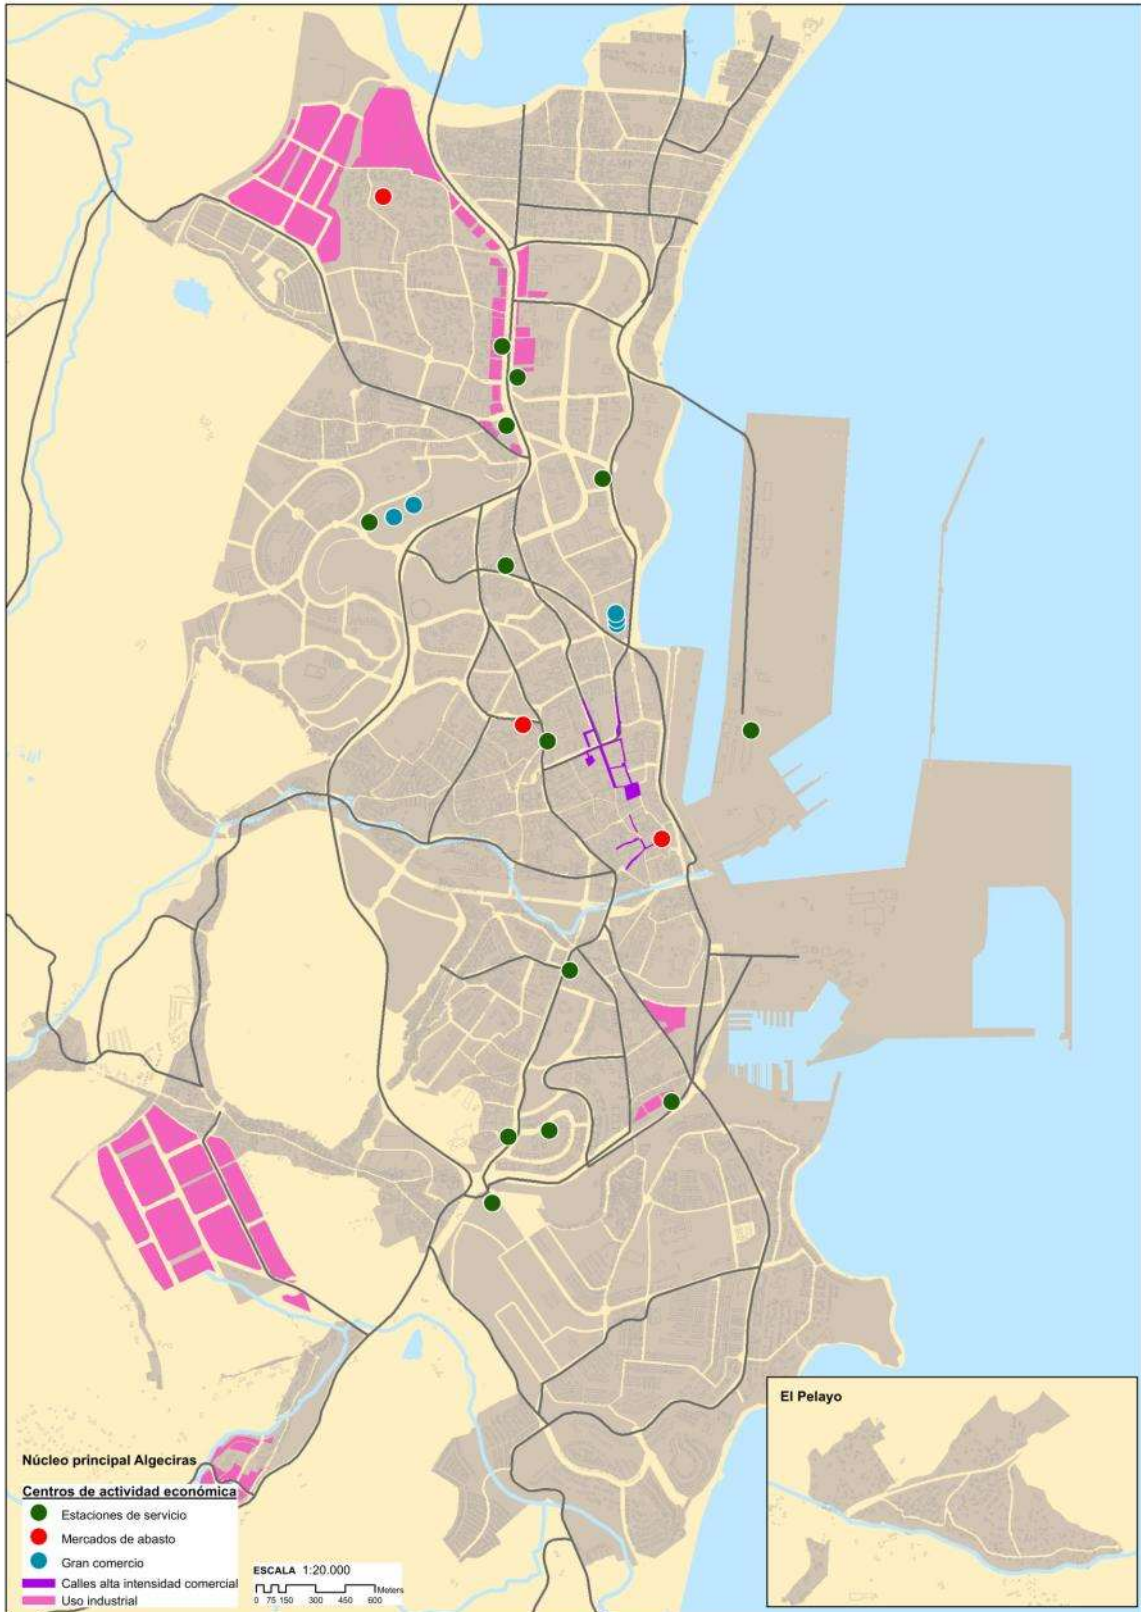 El Pelayo
Núcleo principal Algeciras
Centros de actividad económica
Estaciones de servicio
Mercados de abasto
Gran comercio
Calles alta intensidad comercial
Uso industrial
ESCALA 1:20.000
Meters
0 75 150 300 450 600